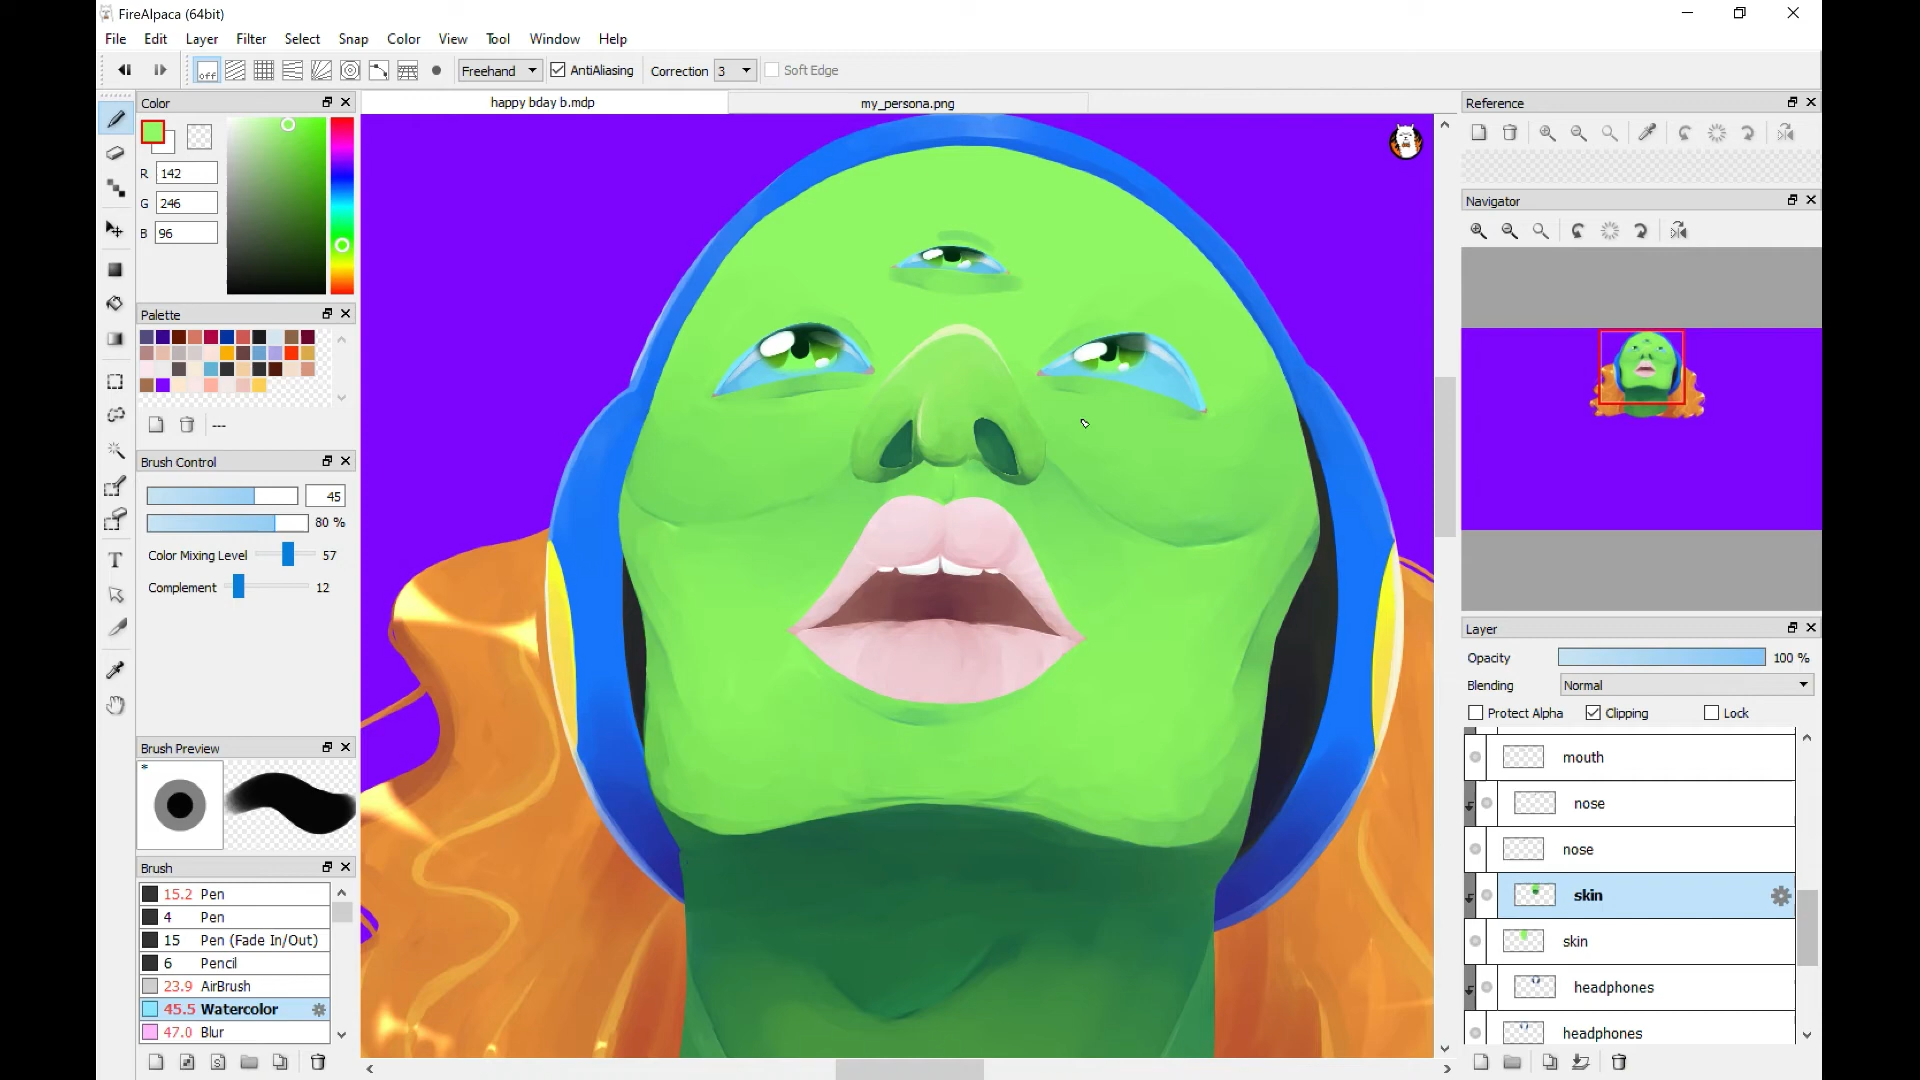 FireAlpaca (64bit)
File Edit Layer Filter Select Snap Color View Tool Window Help
off Freehand AntiAliasing Correction 3 Soft Edge
happy bday b.mdp my_persona.png
Color
R 142
G 246
B 96
Palette
---
Brush Control
45
80 %
Color Mixing Level 57
Complement 12
Brush Preview
*
Brush
15.2 Pen
4 Pen
15 Pen (Fade In/Out)
6 Pencil
23.9 AirBrush
45.5 Watercolor
47.0 Blur
S
T
Reference
Navigator
Layer
Opacity 100 %
Blending Normal
Protect Alpha Clipping Lock
mouth
nose
nose
skin
skin
headphones
headphones